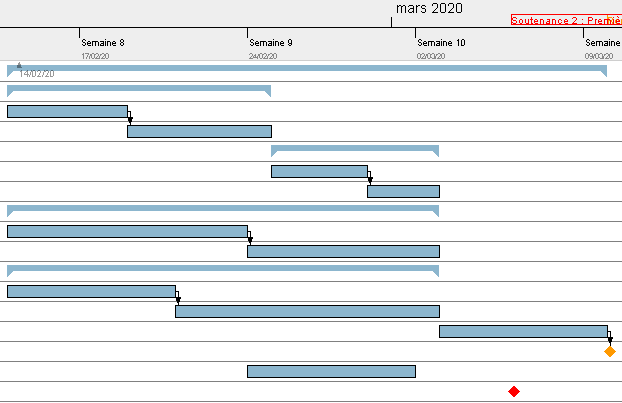 mars 2020
Soutenance 2 : Premiè
Semaine 8
Semaine 9
Semaine 10
Semaine
17/02/20
24/02/20
02/03/20
09/03/20
14/02/20